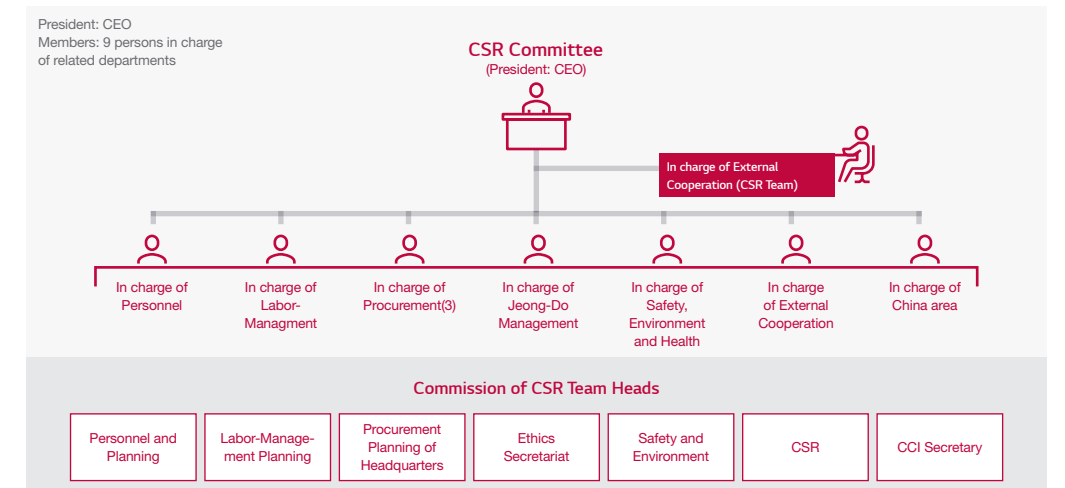 President: CEO
Members: 9 persons in charge
of related departments
CSR Committee
(President: CEO)
In charge of External
Cooperation (CSR Team)
In charge of
Personnel
In charge of
Labor-
Managment
In charge of
Procurement(3)
In charge of
Jeong-Do
Management
In charge of
Safety,
Environment
and Health
In charge
of External
Cooperation
In charge of
China area
Commission of CSR Team Heads
Personnel and
Planning
Labor-Manage-
ment Planning
Procurement
Planning of
Headquarters
Ethics
Secretariat
Safety and
Environment
CSR
CCI Secretary